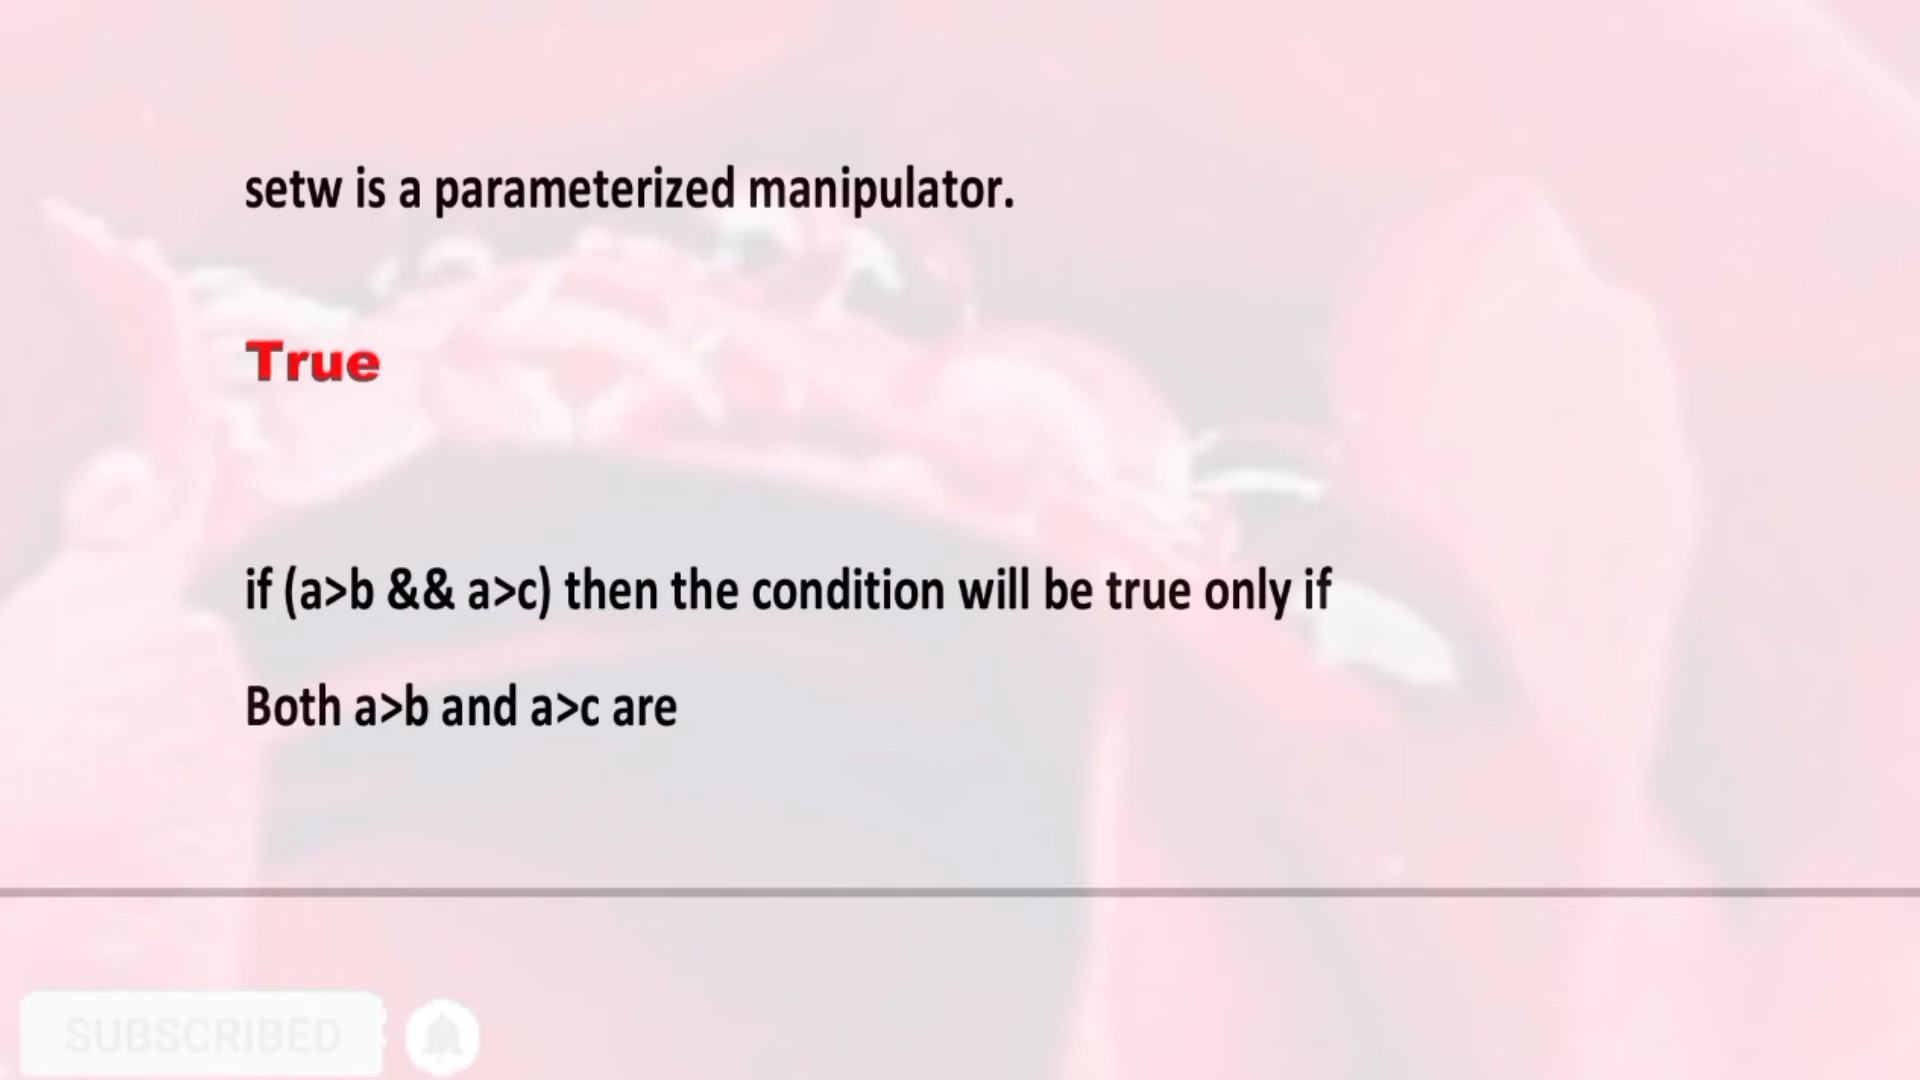 setw is a parameterized manipulator.
True
if (a>b && a>c) then the condition will be true only if
Both a>b and a>c are
SUBSCRIBED